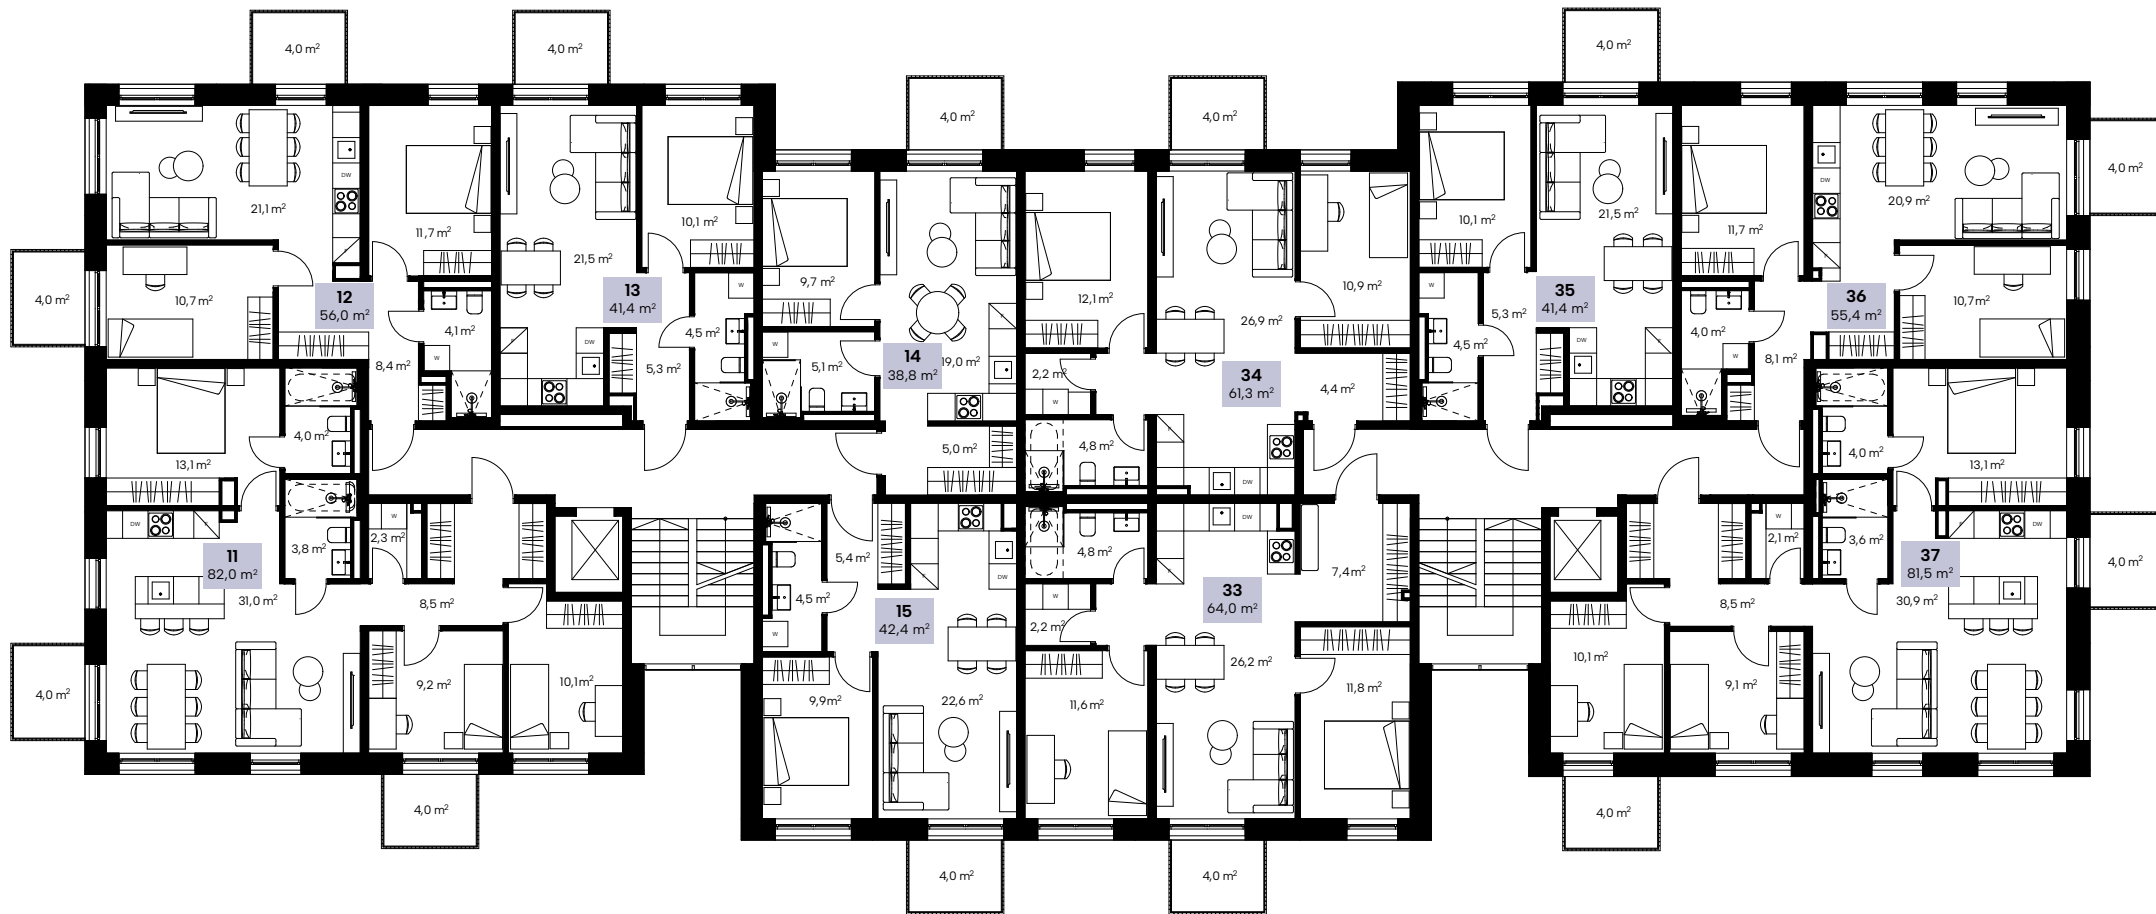 4,0 m²
4,0 m²
4,0 m²
4,0 m²
4,0 m²
4,0 m²
21,1 m²
DW
11,7 m²
10,1 m²
21,5 m²
10,7 m²
12
56,0 m²
4,1 m²
W
8,4 m²
13
41,4 m²
DW
W
4,5 m²
5,3 m²
9,7 m²
W
5,1 m²
14
38,8 m²
19,0 m²
5,0 m²
12,1 m²
26,9 m²
10,9 m²
34
61,3 m²
2,2 m²
W
4,4 m²
4,8 m²
DW
10,1 m²
21,5 m²
35
41,4 m²
W
5,3 m²
4,5 m²
DW
11,7 m²
20,9 m²
DW
4,0 m²
W
8,1 m²
36
55,4 m²
10,7 m²
4,0 m²
4,0 m²
13,1 m²
4,0 m²
DW
3,8 m²
W
2,3 m²
11
82,0 m²
31,0 m²
8,5 m²
4,0 m²
9,2 m²
10,1 m²
4,0 m²
5,4 m²
4,5 m²
W
DW
15
42,4 m²
9,9 m²
22,6 m²
4,0 m²
DW
4,8 m²
W
2,2 m²
33
64,0 m²
7,4 m²
26,2 m²
11,6 m²
11,8 m²
4,0 m²
4,0 m²
13,1 m²
W
2,1 m²
3,6 m²
DW
37
81,5 m²
30,9 m²
8,5 m²
10,1 m²
9,1 m²
4,0 m²
4,0 m²